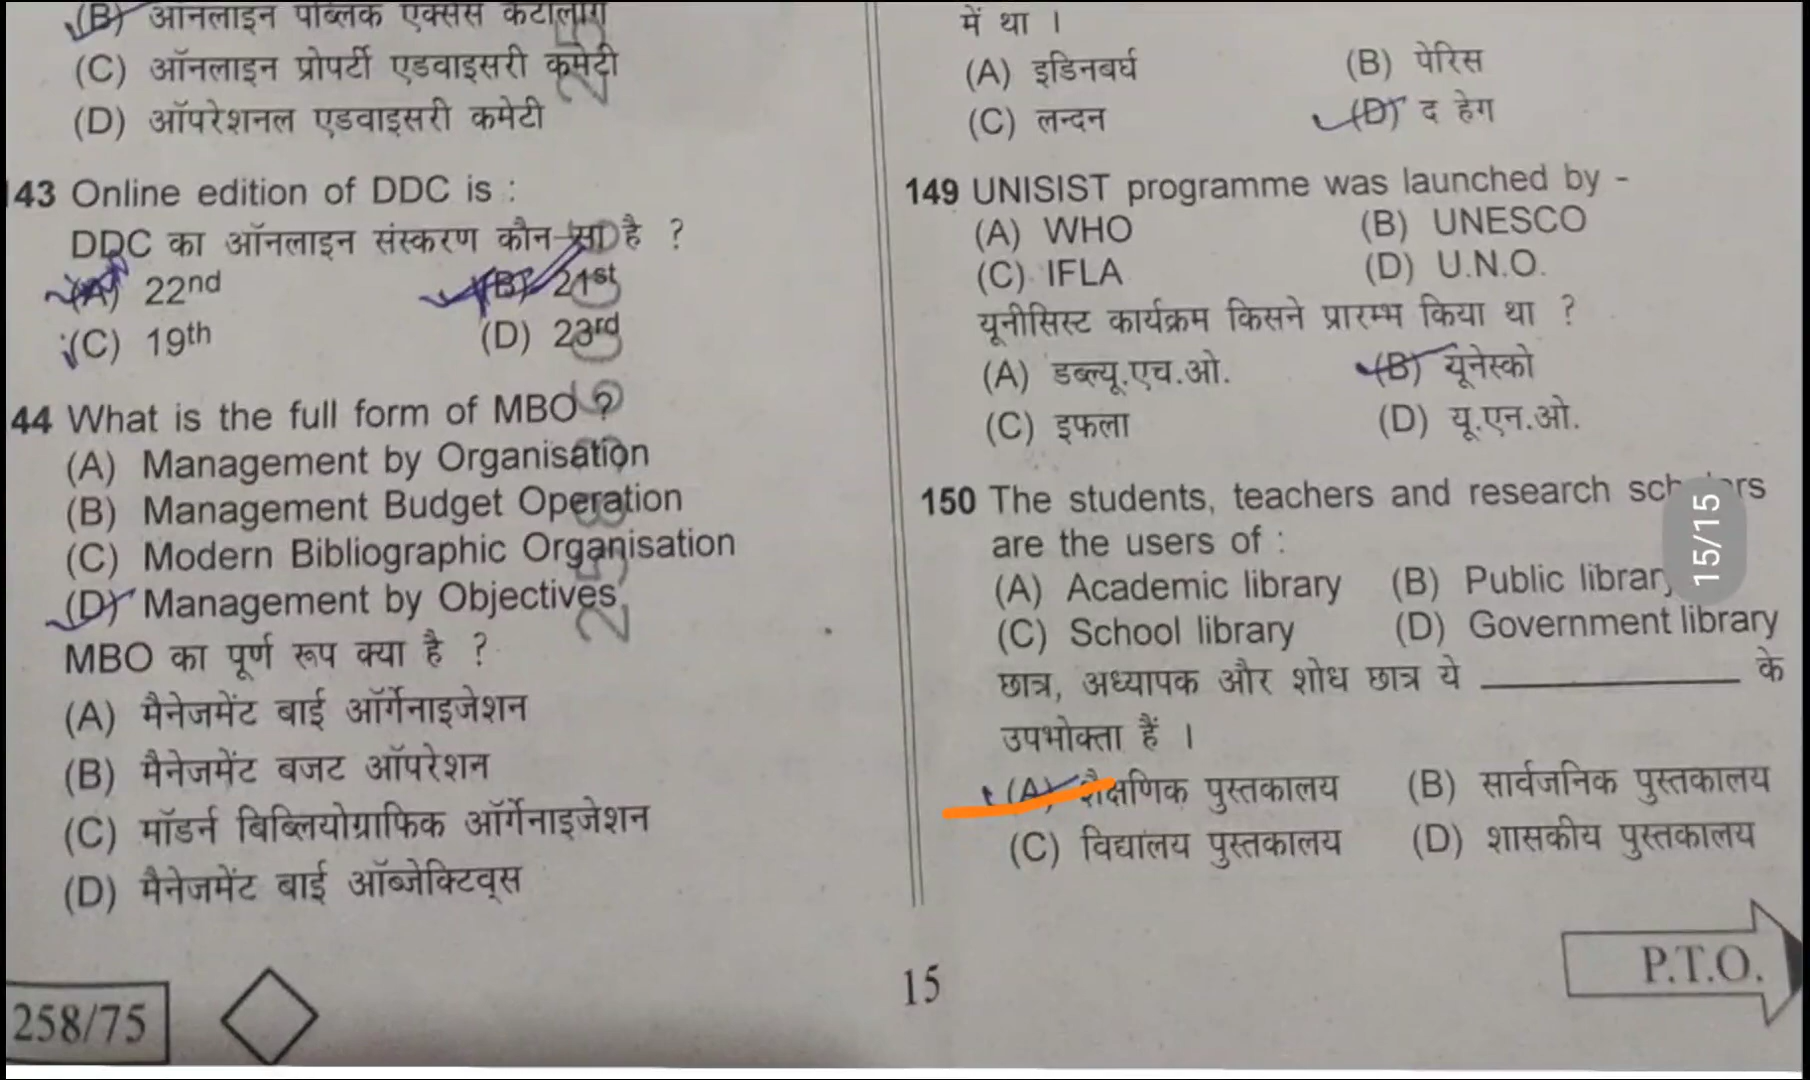 (B) ऑनलाइन पब्लिक एक्सेस कैटालॉग
(C) ऑनलाइन प्रोपर्टी एडवाइसरी कमेटी
(D) ऑपरेशनल एडवाइसरी कमेटी
143 Online edition of DDC is :
DDC का ऑनलाइन संस्करण कौन सा है ?
(A) 22nd (B) 21st
(C) 19th (D) 23rd
44 What is the full form of MBO ?
(A) Management by Organisation
(B) Management Budget Operation
(C) Modern Bibliographic Organisation
(D) Management by Objectives
MBO का पूर्ण रूप क्या है ?
(A) मैनेजमेंट बाई ऑर्गेनाइजेशन
(B) मैनेजमेंट बजट ऑपरेशन
(C) मॉडर्न बिब्लियोग्राफिक ऑर्गेनाइजेशन
(D) मैनेजमेंट बाई ऑब्जेक्टिव्स
258/75
में था ।
(A) इडिनबर्घ (B) पेरिस
(C) लन्दन (D) द हेग
149 UNISIST programme was launched by -
(A) WHO (B) UNESCO
(C) IFLA (D) U.N.O.
यूनीसिस्ट कार्यक्रम किसने प्रारम्भ किया था ?
(A) डब्ल्यू.एच.ओ. (B) यूनेस्को
(C) इफला (D) यू.एन.ओ.
150 The students, teachers and research
are the users of :
(A) Academic library (B) Public
(C) School library (D) Government library
छात्र, अध्यापक और शोध छात्र ये ________ के
उपभोक्ता हैं ।
(A) शैक्षणिक पुस्तकालय (B) सार्वजनिक पुस्तकालय
(C) विद्यालय पुस्तकालय (D) शासकीय पुस्तकालय
15/15
15
P.T.O.